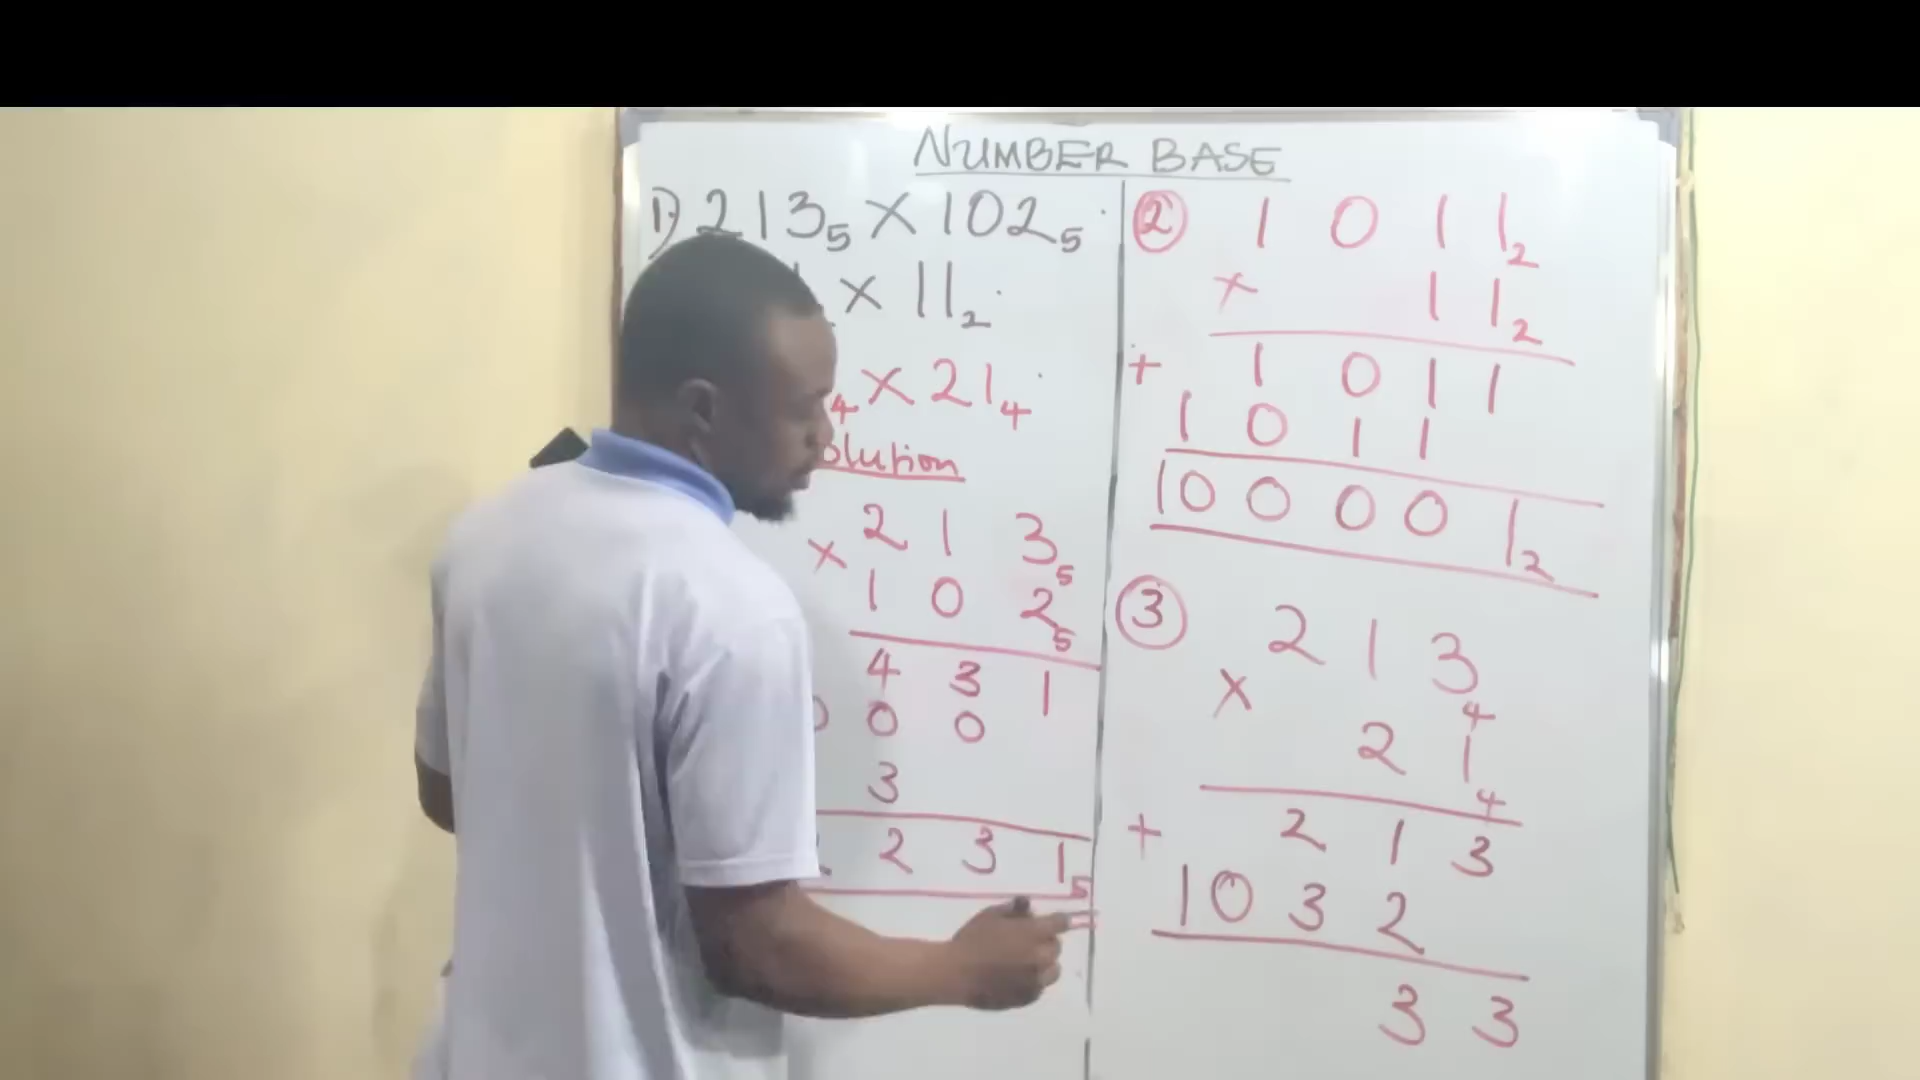 NUMBER BASE
1) 213₅ × 102₅
× 11₂
₄ × 21₄
olution
2 1 3₅
× 1 0 2₅
4 3 1
0 0 0
3
2 3 1₅
② 1 0 1 1₂
× 1 1₂
+ 1 0 1 1
1 0 1 1
1 0 0 0 0 1₂
③ 2 1 3₄
× 2 1₄
+ 2 1 3
1 0 3 2
3 3